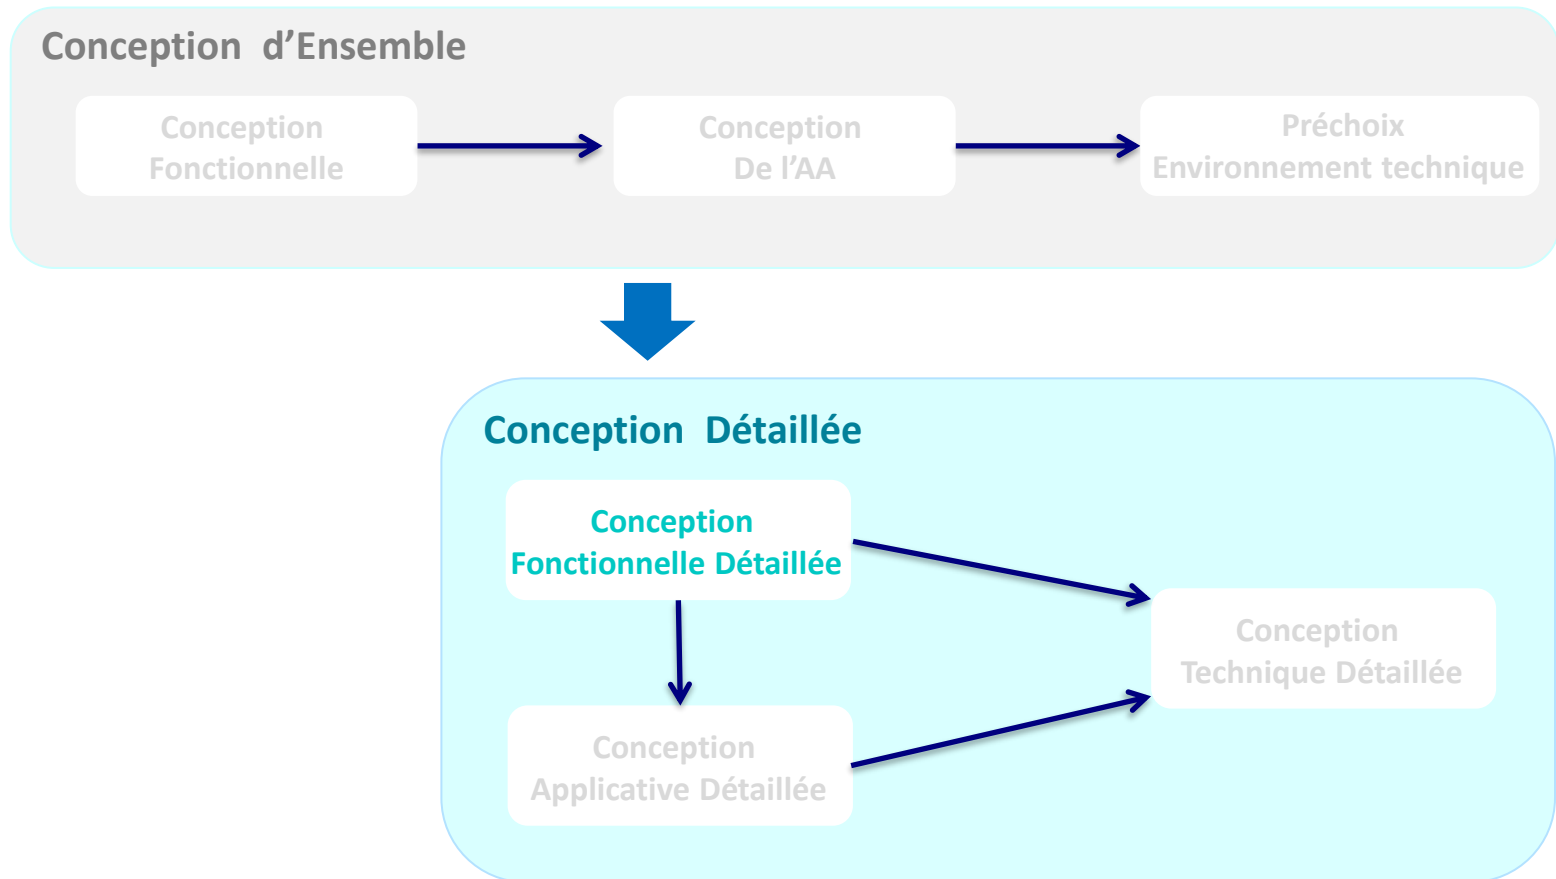 Conception d’Ensemble
Conception
Fonctionnelle
Conception
De l’AA
Préchoix
Environnement technique
Conception Détaillée
Conception
Fonctionnelle Détaillée
Conception
Technique Détaillée
Conception
Applicative Détaillée